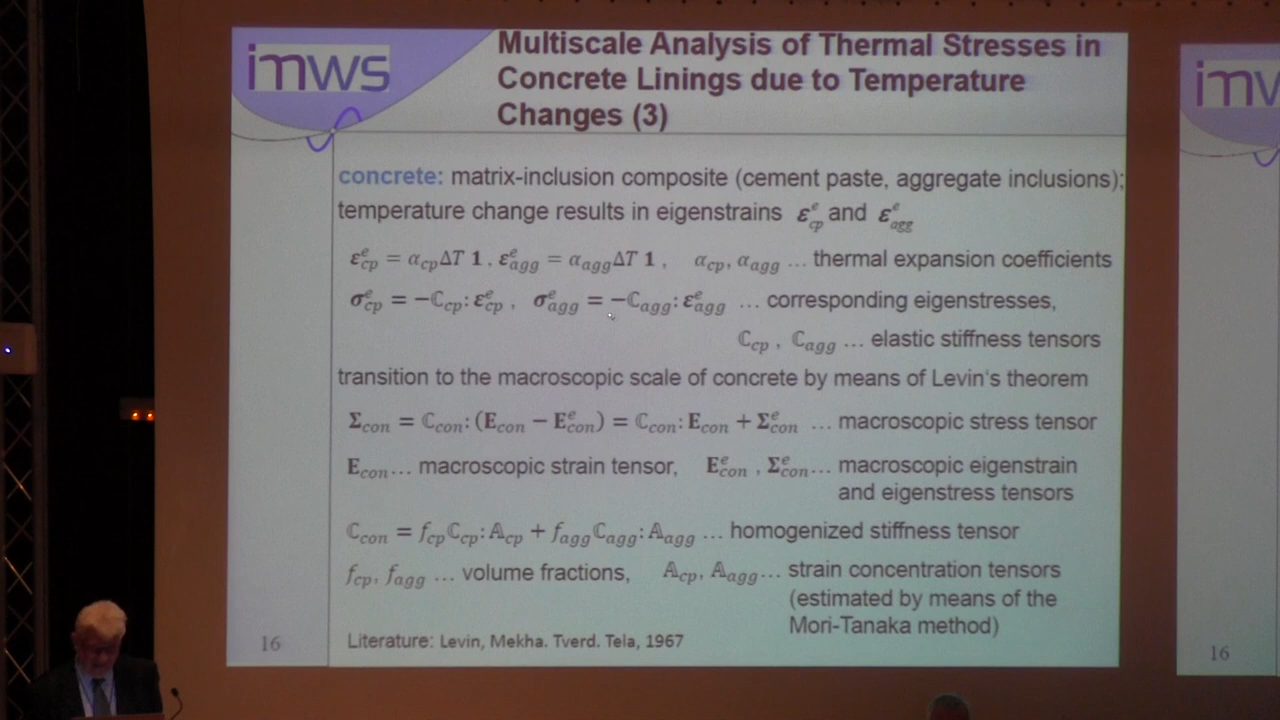 imws
Multiscale Analysis of Thermal Stresses in
Concrete Linings due to Temperature
Changes (3)
concrete: matrix-inclusion composite (cement paste, aggregate inclusions);
temperature change results in eigenstrains ε^e_cp and ε^e_agg
ε^e_cp = α_cp ΔT 1 , ε^e_agg = α_agg ΔT 1 , α_cp, α_agg ... thermal expansion coefficients
σ^e_cp = −ℂ_cp : ε^e_cp , σ^e_agg = −ℂ_agg : ε^e_agg ... corresponding eigenstresses,
ℂ_cp , ℂ_agg ... elastic stiffness tensors
transition to the macroscopic scale of concrete by means of Levin's theorem
Σ_con = ℂ_con : (E_con − E^e_con) = ℂ_con : E_con + Σ^e_con ... macroscopic stress tensor
E_con ... macroscopic strain tensor, E^e_con , Σ^e_con ... macroscopic eigenstrain
and eigenstress tensors
ℂ_con = f_cp ℂ_cp : 𝔸_cp + f_agg ℂ_agg : 𝔸_agg ... homogenized stiffness tensor
f_cp, f_agg ... volume fractions, 𝔸_cp, 𝔸_agg ... strain concentration tensors
(estimated by means of the
Mori-Tanaka method)
16
Literature: Levin, Mekha. Tverd. Tela, 1967
imw
16